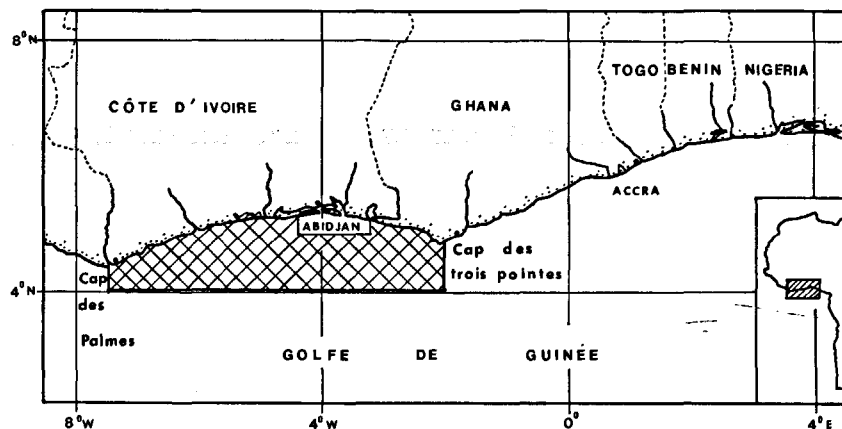 8°N
TOGO BENIN NIGERIA
CÔTE D'IVOIRE
GHANA
ACCRA
ABIDJAN
Cap des
trois pointes
Cap
des
Palmes
4°N
GOLFE DE GUINÉE
8°W
4°W
0°
4°E